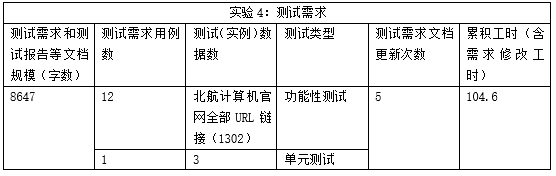 实验 4：测试需求
测试需求和测
试报告等文档
规模（字数）
测试需求用例
数
测试(实例)数
据数
测试类型
测试需求文档
更新次数
累积工时（含
需求修改工
时）
8647
12
北航计算机官
网全部 URL 链
接（1302）
功能性测试
5
104.6
1
3
单元测试